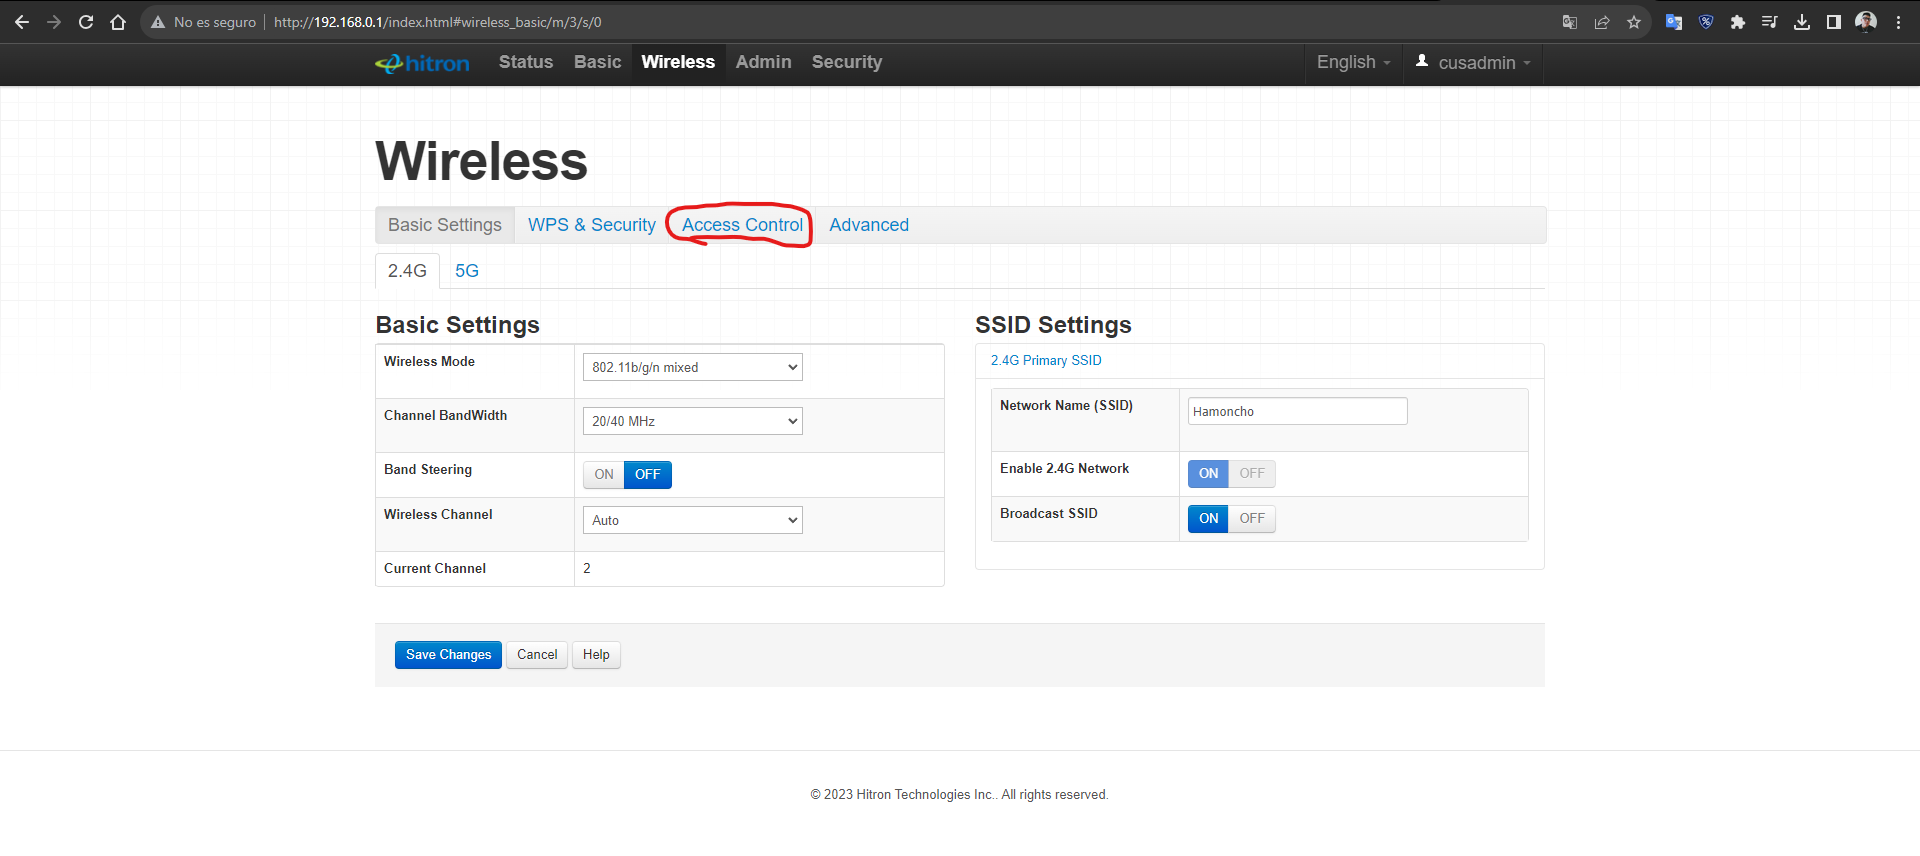 No es seguro http://192.168.0.1/index.html#wireless_basic/m/3/s/0
hitron Status Basic Wireless Admin Security English cusadmin
Wireless
Basic Settings WPS & Security Access Control Advanced
2.4G 5G
Basic Settings
Wireless Mode 802.11b/g/n mixed
Channel BandWidth 20/40 MHz
Band Steering ON OFF
Wireless Channel Auto
Current Channel 2
SSID Settings
2.4G Primary SSID
Network Name (SSID) Hamoncho
Enable 2.4G Network ON OFF
Broadcast SSID ON OFF
Save Changes Cancel Help
© 2023 Hitron Technologies Inc.. All rights reserved.